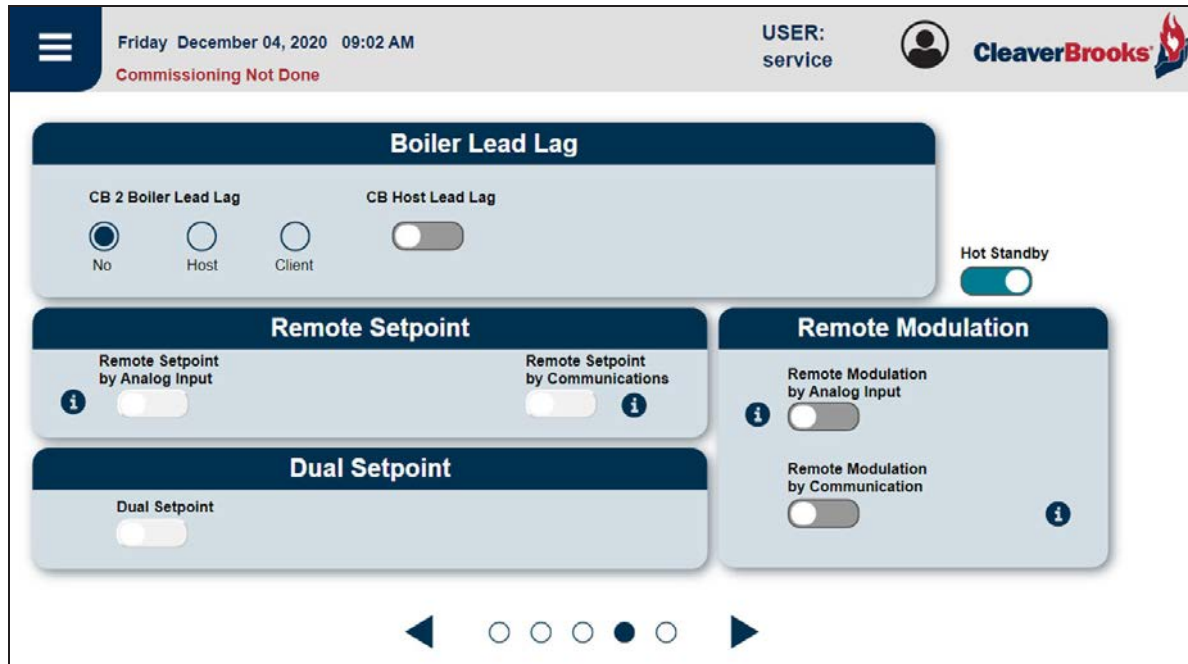 Friday December 04, 2020 09:02 AM
Commissioning Not Done
USER:
service
CleaverBrooks
Boiler Lead Lag
CB 2 Boiler Lead Lag
CB Host Lead Lag
No
Host
Client
Hot Standby
Remote Setpoint
Remote Setpoint
by Analog Input
i
Remote Setpoint
by Communications
i
Remote Modulation
Remote Modulation
by Analog Input
i
Remote Modulation
by Communication
i
Dual Setpoint
Dual Setpoint